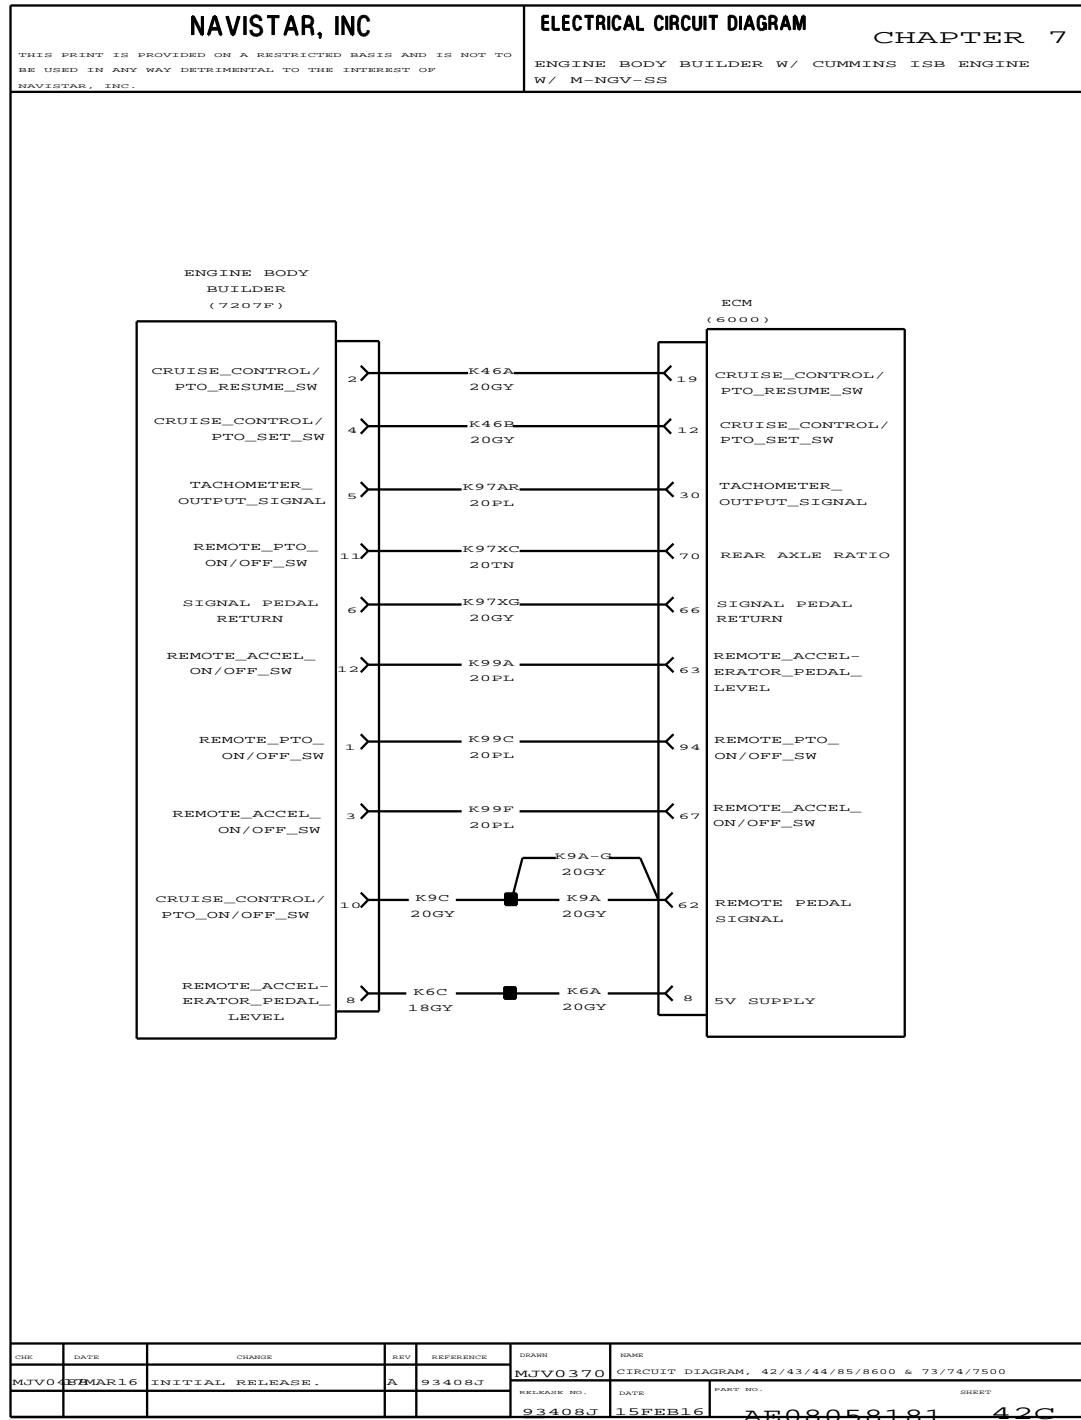 NAVISTAR, INC
THIS PRINT IS PROVIDED ON A RESTRICTED BASIS AND IS NOT TO
BE USED IN ANY WAY DETRIMENTAL TO THE INTEREST OF
NAVISTAR, INC.
ELECTRICAL CIRCUIT DIAGRAM
CHAPTER 7
ENGINE BODY BUILDER W/ CUMMINS ISB ENGINE
W/ M-NGV-SS
ENGINE BODY
BUILDER
(7207F)
ECM
(6000)
CRUISE_CONTROL/
PTO_RESUME_SW
2
K46A
20GY
19
CRUISE_CONTROL/
PTO_RESUME_SW
CRUISE_CONTROL/
PTO_SET_SW
4
K46B
20GY
12
CRUISE_CONTROL/
PTO_SET_SW
TACHOMETER_
OUTPUT_SIGNAL
5
K97AR
20PL
30
TACHOMETER_
OUTPUT_SIGNAL
REMOTE_PTO_
ON/OFF_SW
11
K97XC
20TN
70
REAR AXLE RATIO
SIGNAL PEDAL
RETURN
6
K97XG
20GY
66
SIGNAL PEDAL
RETURN
REMOTE_ACCEL_
ON/OFF_SW
12
K99A
20PL
63
REMOTE_ACCEL-
ERATOR_PEDAL_
LEVEL
REMOTE_PTO_
ON/OFF_SW
1
K99C
20PL
94
REMOTE_PTO_
ON/OFF_SW
REMOTE_ACCEL_
ON/OFF_SW
3
K99F
20PL
67
REMOTE_ACCEL_
ON/OFF_SW
K9A-G
20GY
CRUISE_CONTROL/
PTO_ON/OFF_SW
10
K9C
20GY
K9A
20GY
62
REMOTE PEDAL
SIGNAL
REMOTE_ACCEL-
ERATOR_PEDAL_
LEVEL
8
K6C
18GY
K6A
20GY
8
5V SUPPLY
CHK DATE CHANGE REV REFERENCE
INITIAL RELEASE. A 93408J
DRAWN
MJV0370
NAME
CIRCUIT DIAGRAM, 42/43/44/85/8600 & 73/74/7500
RELEASE NO.
93408J
DATE
15FEB16
PART NO.
AE08058181
SHEET
42C